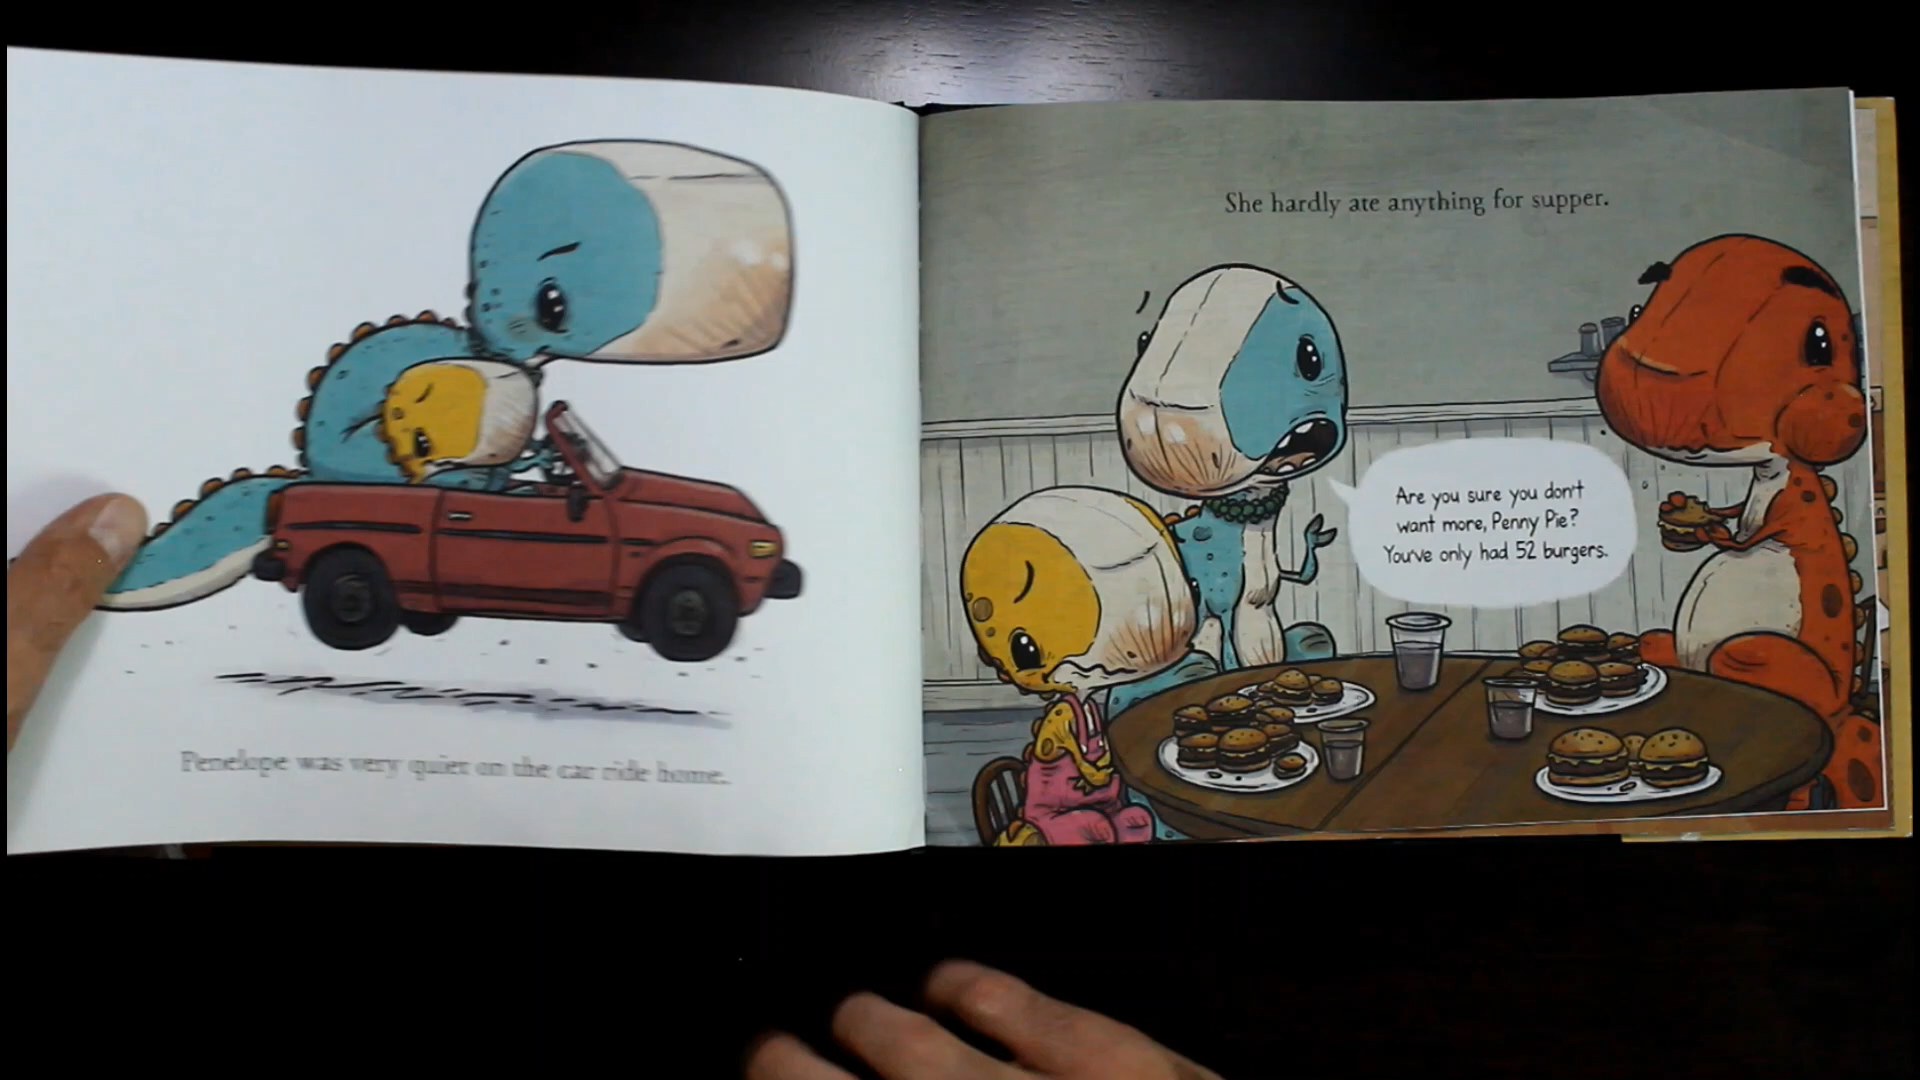 Penelope was very quiet on the car ride home.
She hardly ate anything for supper.
Are you sure you don't
want more, Penny Pie?
You've only had 52 burgers.